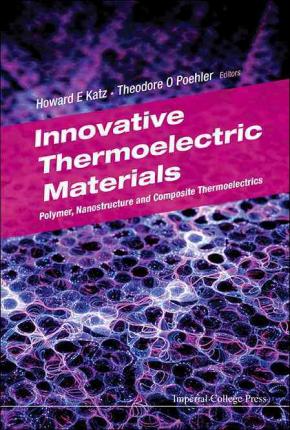 Howard E Katz · Theodore O Poehler Editors
Innovative
Thermoelectric
Materials
Polymer, Nanostructure and Composite Thermoelectrics
Imperial College Press